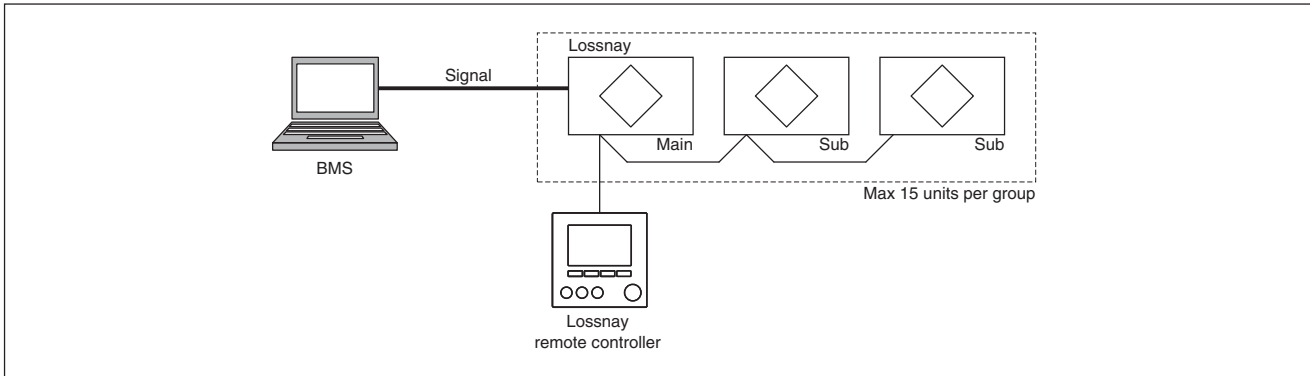 Lossnay
Signal
Main
Sub
Sub
BMS
Max 15 units per group
Lossnay
remote controller